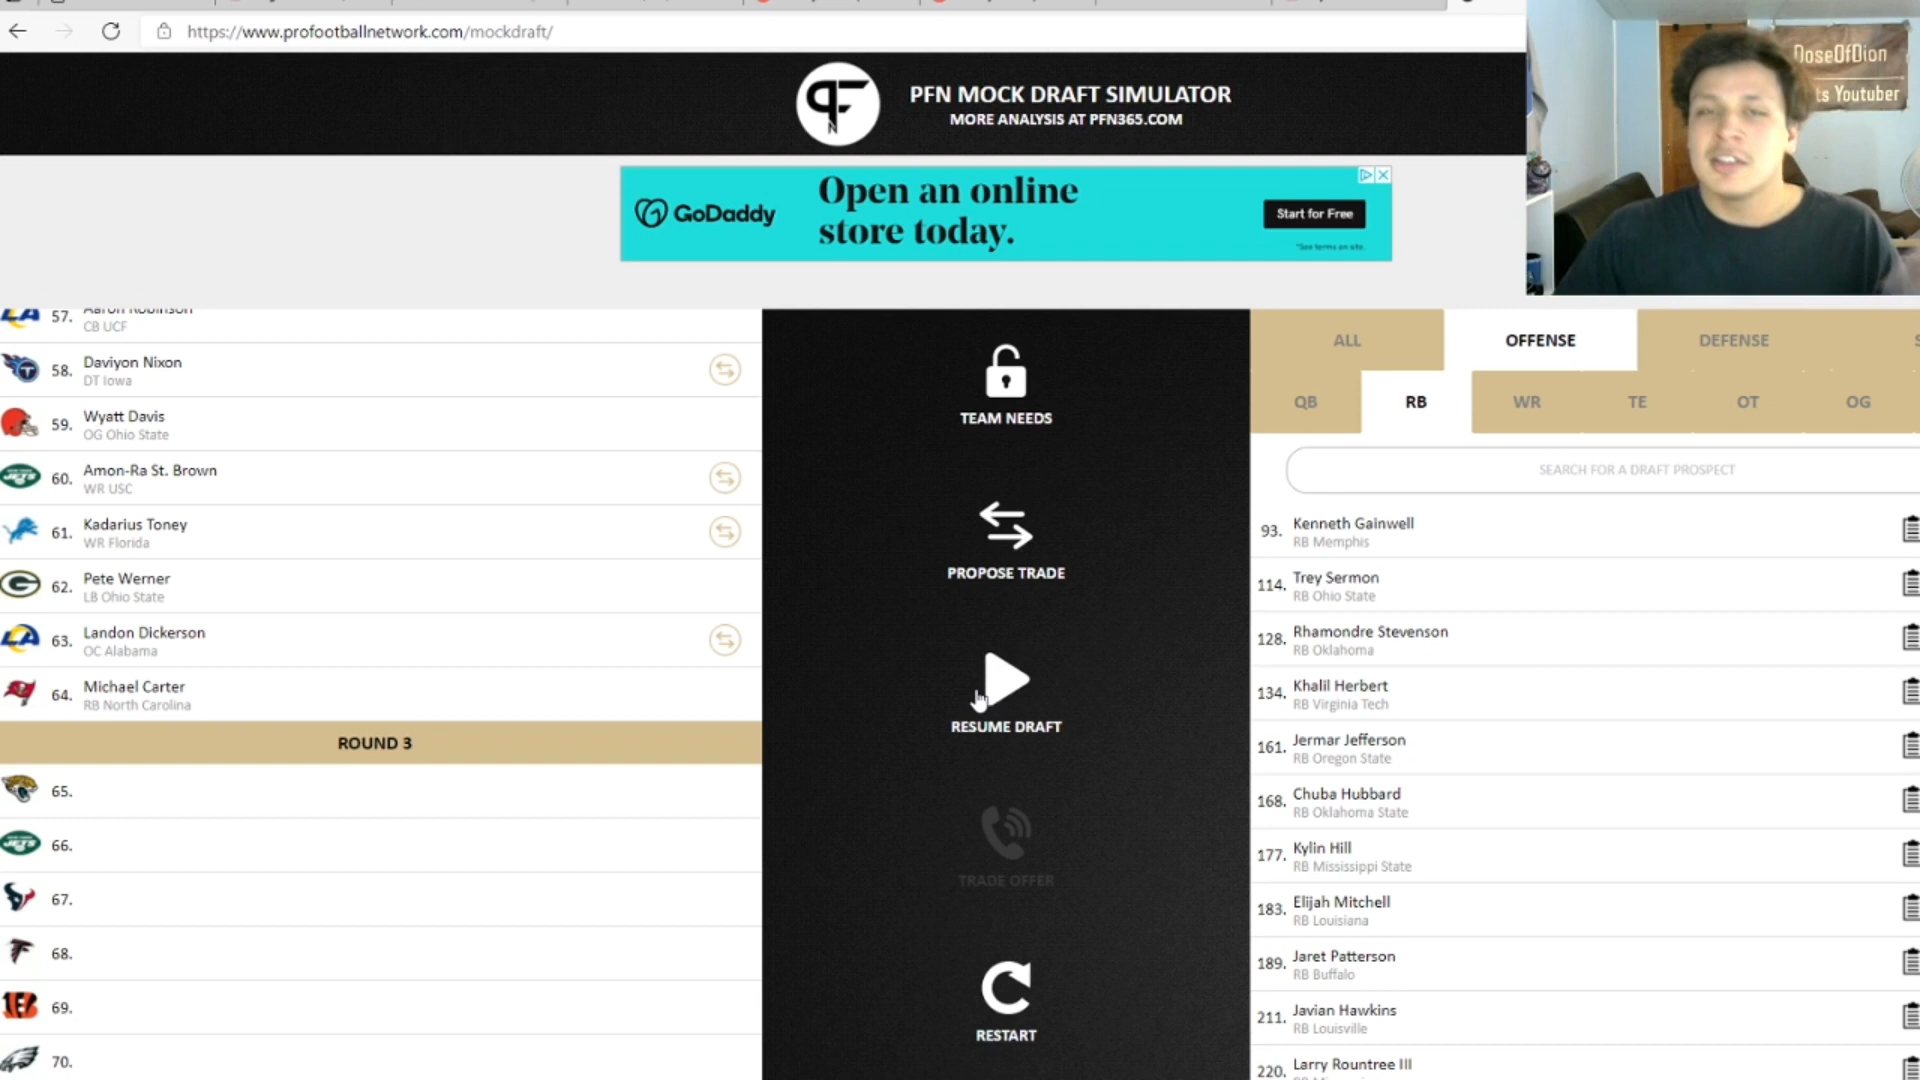 https://www.profootballnetwork.com/mockdraft/
PFN
PFN MOCK DRAFT SIMULATOR
MORE ANALYSIS AT PFN365.COM
GoDaddy
Open an online
store today.
Start for Free
*See terms on site.
DoseOfDion
ts Youtuber
57. Aaron Robinson
CB UCF
58. Daviyon Nixon
DT Iowa
59. Wyatt Davis
OG Ohio State
60. Amon-Ra St. Brown
WR USC
61. Kadarius Toney
WR Florida
62. Pete Werner
LB Ohio State
63. Landon Dickerson
OC Alabama
64. Michael Carter
RB North Carolina
ROUND 3
65.
66.
67.
68.
69.
70.
TEAM NEEDS
PROPOSE TRADE
RESUME DRAFT
TRADE OFFER
RESTART
ALL OFFENSE DEFENSE S
QB RB WR TE OT OG
SEARCH FOR A DRAFT PROSPECT
93. Kenneth Gainwell
RB Memphis
114. Trey Sermon
RB Ohio State
128. Rhamondre Stevenson
RB Oklahoma
134. Khalil Herbert
RB Virginia Tech
161. Jermar Jefferson
RB Oregon State
168. Chuba Hubbard
RB Oklahoma State
177. Kylin Hill
RB Mississippi State
183. Elijah Mitchell
RB Louisiana
189. Jaret Patterson
RB Buffalo
211. Javian Hawkins
RB Louisville
220. Larry Rountree III